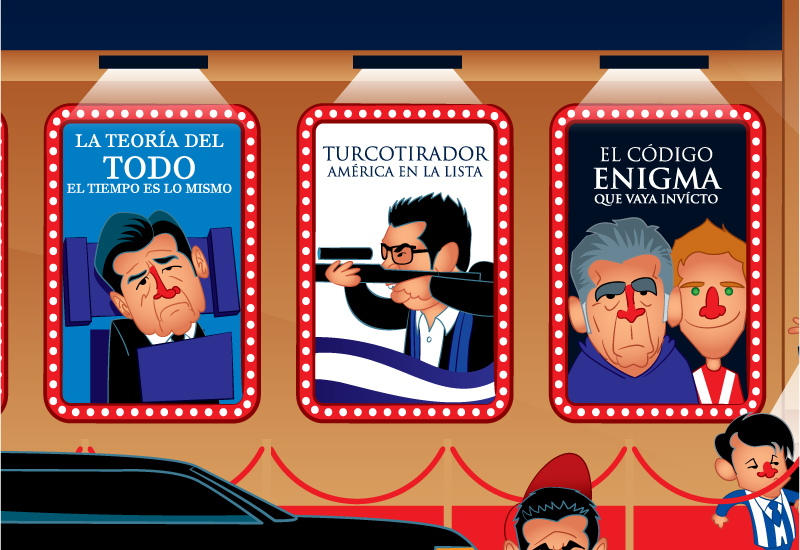 LA TEORÍA DEL
TODO
EL TIEMPO ES LO MISMO
TURCOTIRADOR
AMÉRICA EN LA LISTA
EL CÓDIGO
ENIGMA
QUE VAYA INVÍCTO